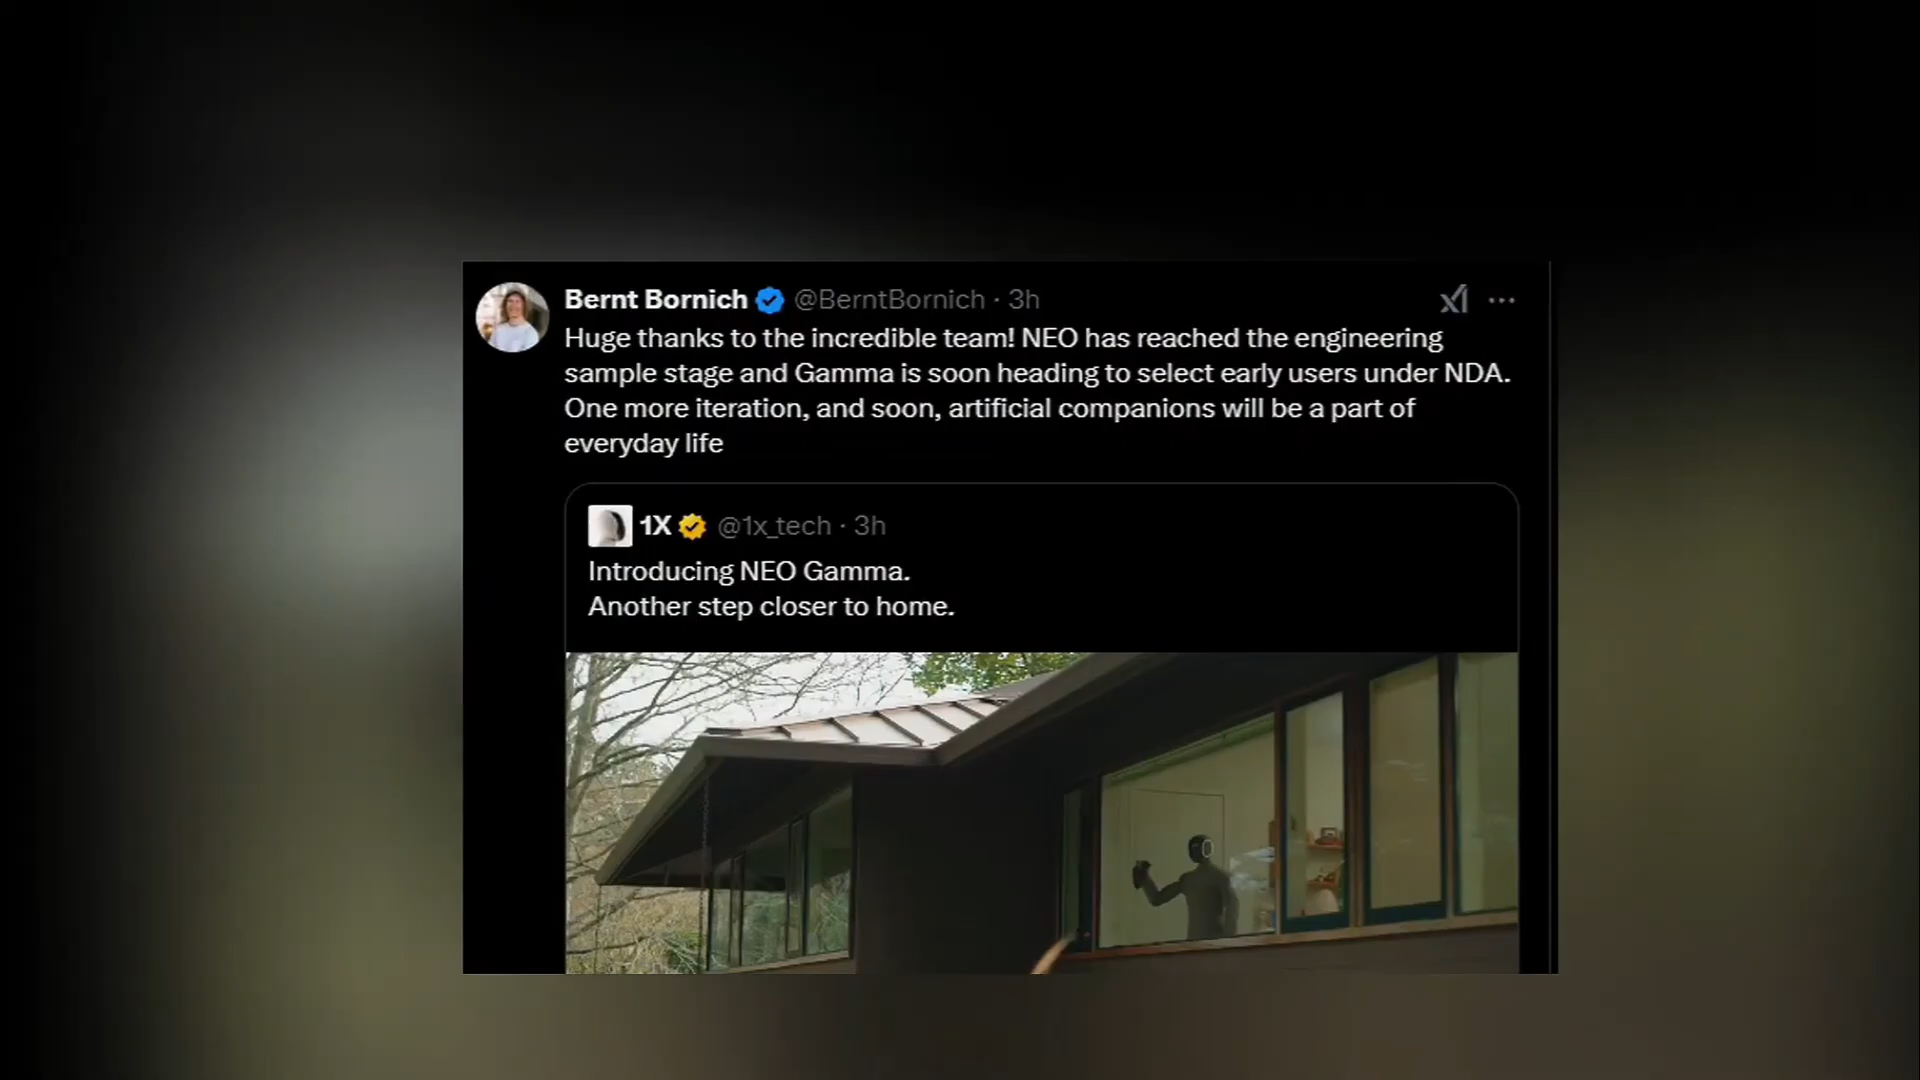 Bernt Bornich @BerntBornich · 3h
Huge thanks to the incredible team! NEO has reached the engineering
sample stage and Gamma is soon heading to select early users under NDA.
One more iteration, and soon, artificial companions will be a part of
everyday life
1X @1x_tech · 3h
Introducing NEO Gamma.
Another step closer to home.